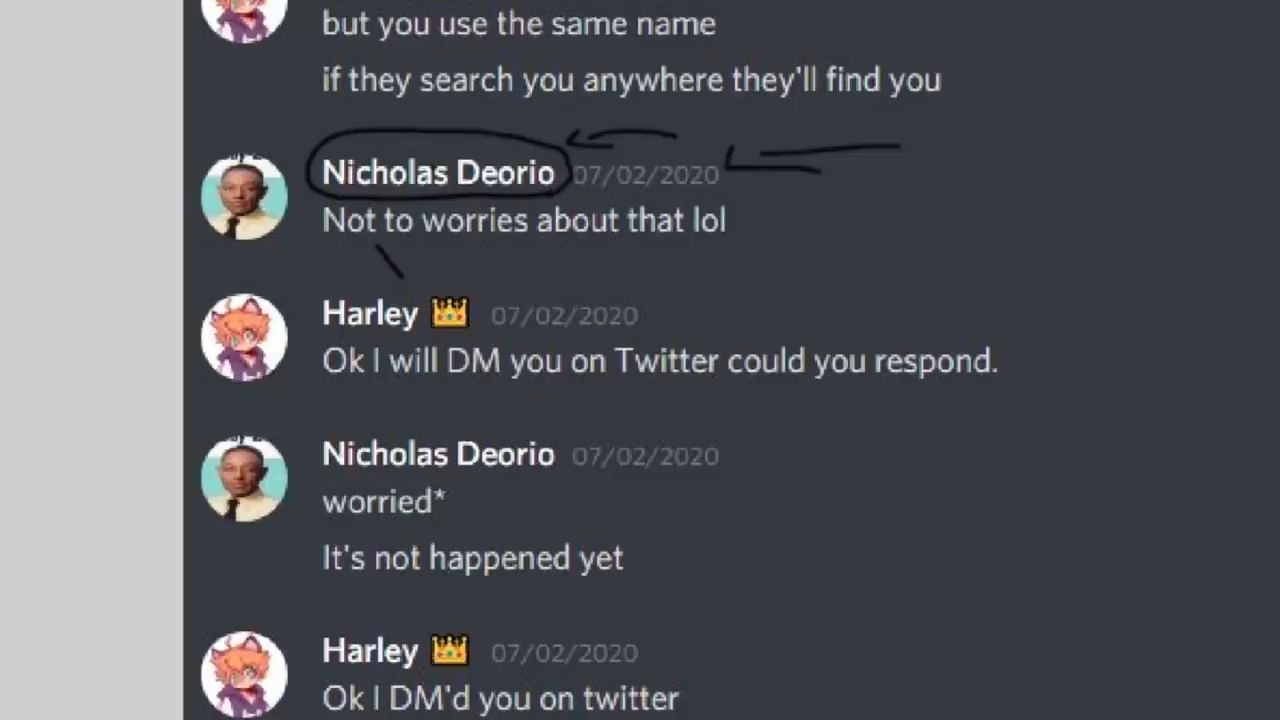 but you use the same name
if they search you anywhere they'll find you
Nicholas Deorio 07/02/2020
Not to worries about that lol
Harley 👑 07/02/2020
Ok I will DM you on Twitter could you respond.
Nicholas Deorio 07/02/2020
worried*
It's not happened yet
Harley 👑 07/02/2020
Ok I DM'd you on twitter